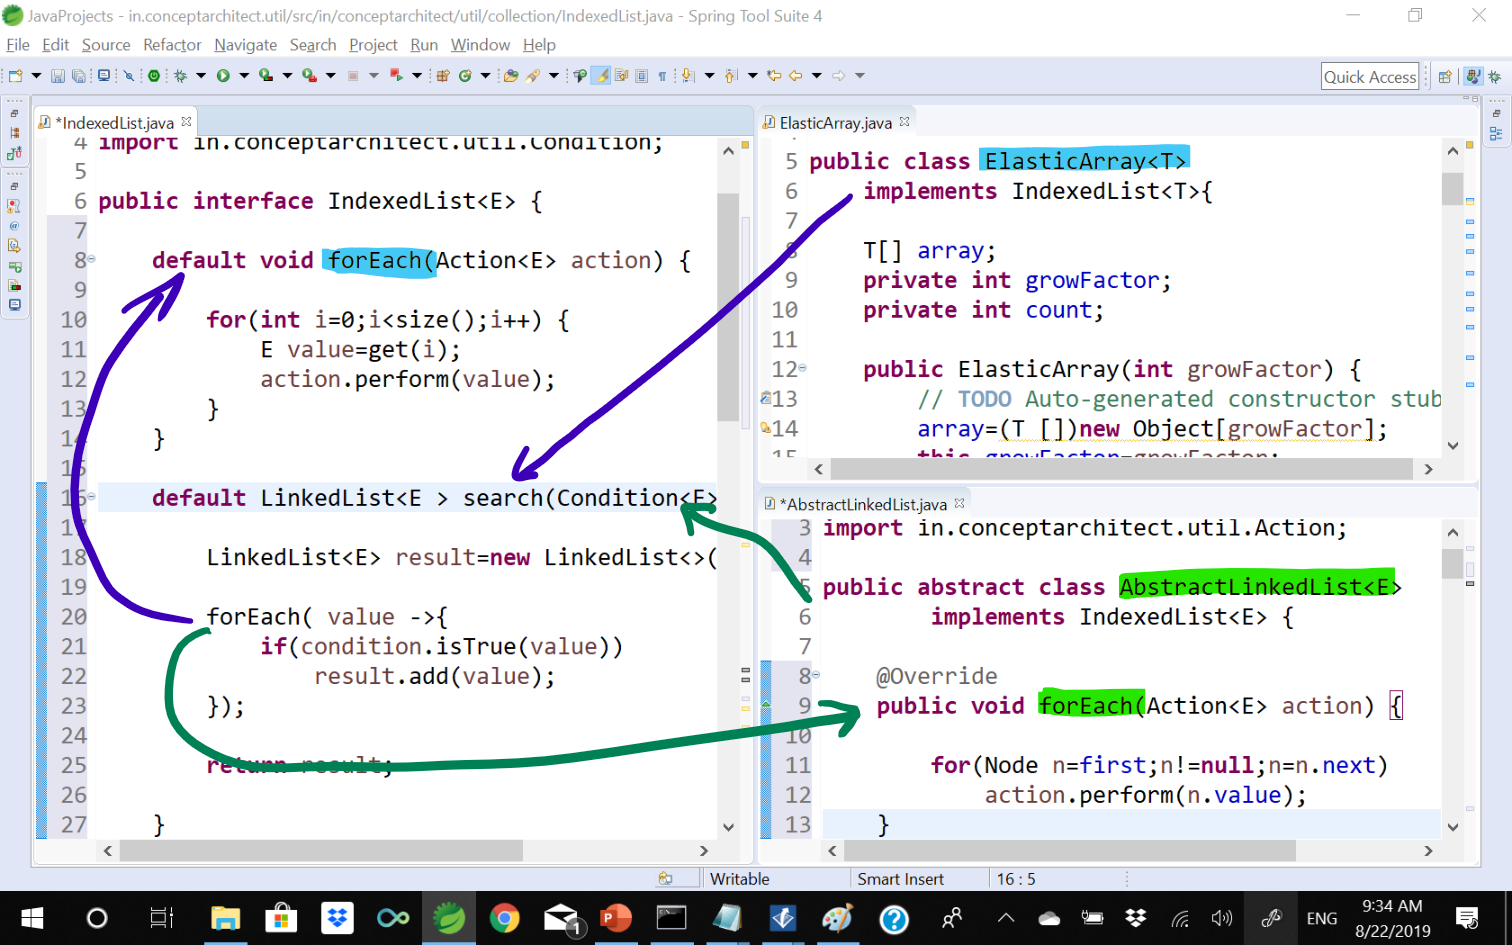 JavaProjects - in.conceptarchitect.util/src/in/conceptarchitect/util/collection/IndexedList.java - Spring Tool Suite 4
File Edit Source Refactor Navigate Search Project Run Window Help
Quick Access
*IndexedList.java
4 import in.conceptarchitect.util.Condition;
5
6 public interface IndexedList<E> {
7
8 default void forEach(Action<E> action) {
9
10 for(int i=0;i<size();i++) {
11 E value=get(i);
12 action.perform(value);
13 }
14 }
15
16 default LinkedList<E > search(Condition<E>
17
18 LinkedList<E> result=new LinkedList<>(
19
20 forEach( value ->{
21 if(condition.isTrue(value))
22 result.add(value);
23 });
24
25 return result;
26
27 }
ElasticArray.java
5 public class ElasticArray<T>
6 implements IndexedList<T>{
7
8 T[] array;
9 private int growFactor;
10 private int count;
11
12 public ElasticArray(int growFactor) {
13 // TODO Auto-generated constructor stub
14 array=(T [])new Object[growFactor];
15 this.growFactor=growFactor;
*AbstractLinkedList.java
3 import in.conceptarchitect.util.Action;
4
5 public abstract class AbstractLinkedList<E>
6 implements IndexedList<E> {
7
8 @Override
9 public void forEach(Action<E> action) {
10
11 for(Node n=first;n!=null;n=n.next)
12 action.perform(n.value);
13 }
Writable Smart Insert 16 : 5
1
ENG
9:34 AM
8/22/2019